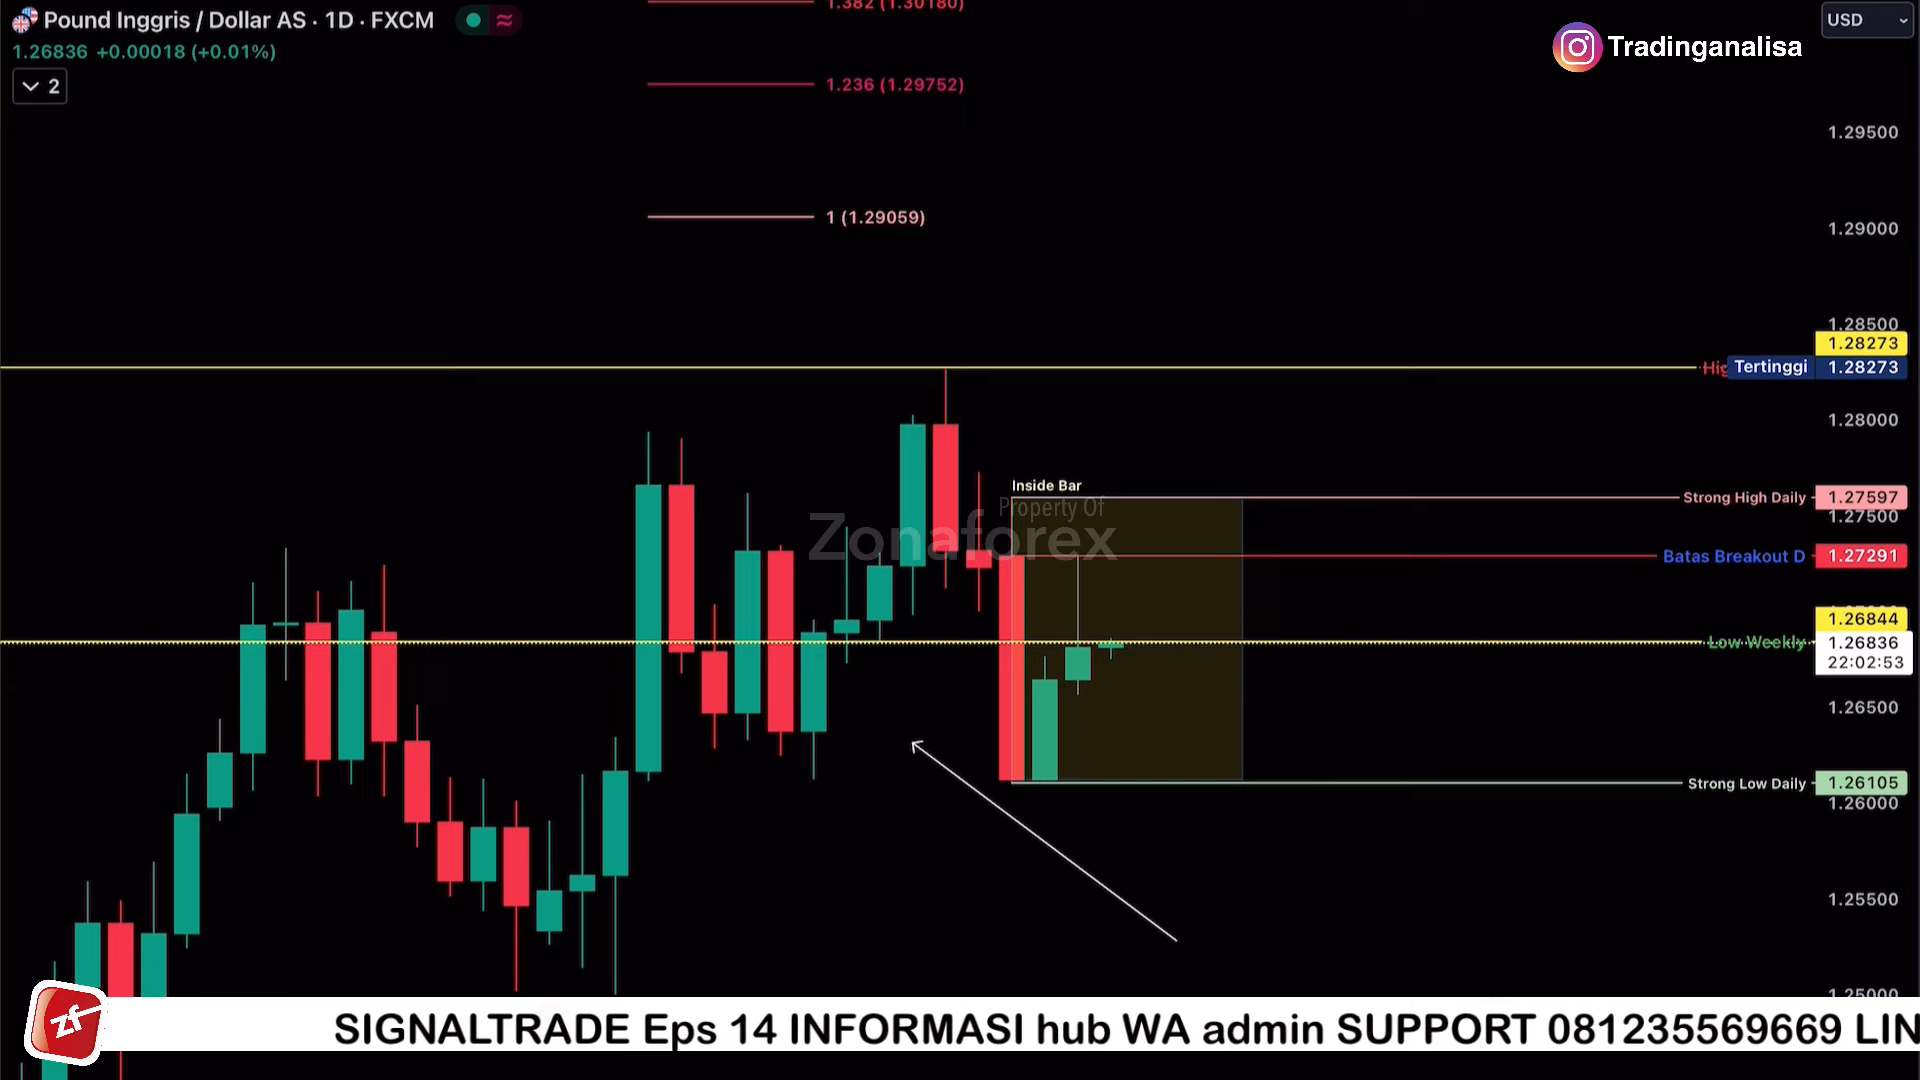 Pound Inggris / Dollar AS · 1D · FXCM
1.26836 +0.00018 (+0.01%)
2
1.382 (1.30180)
1.236 (1.29752)
1 (1.29059)
Tradinganalisa
USD
1.29500
1.29000
1.28500
1.28273
Tertinggi 1.28273
1.28000
Inside Bar
Property Of
Zonaforex
Strong High Daily 1.27597
1.27500
Batas Breakout D 1.27291
1.26844
Low Weekly 1.26836
22:02:53
1.26500
Strong Low Daily 1.26105
1.26000
1.25500
1.25000
zf
SIGNALTRADE Eps 14 INFORMASI hub WA admin SUPPORT 081235569669 LIN